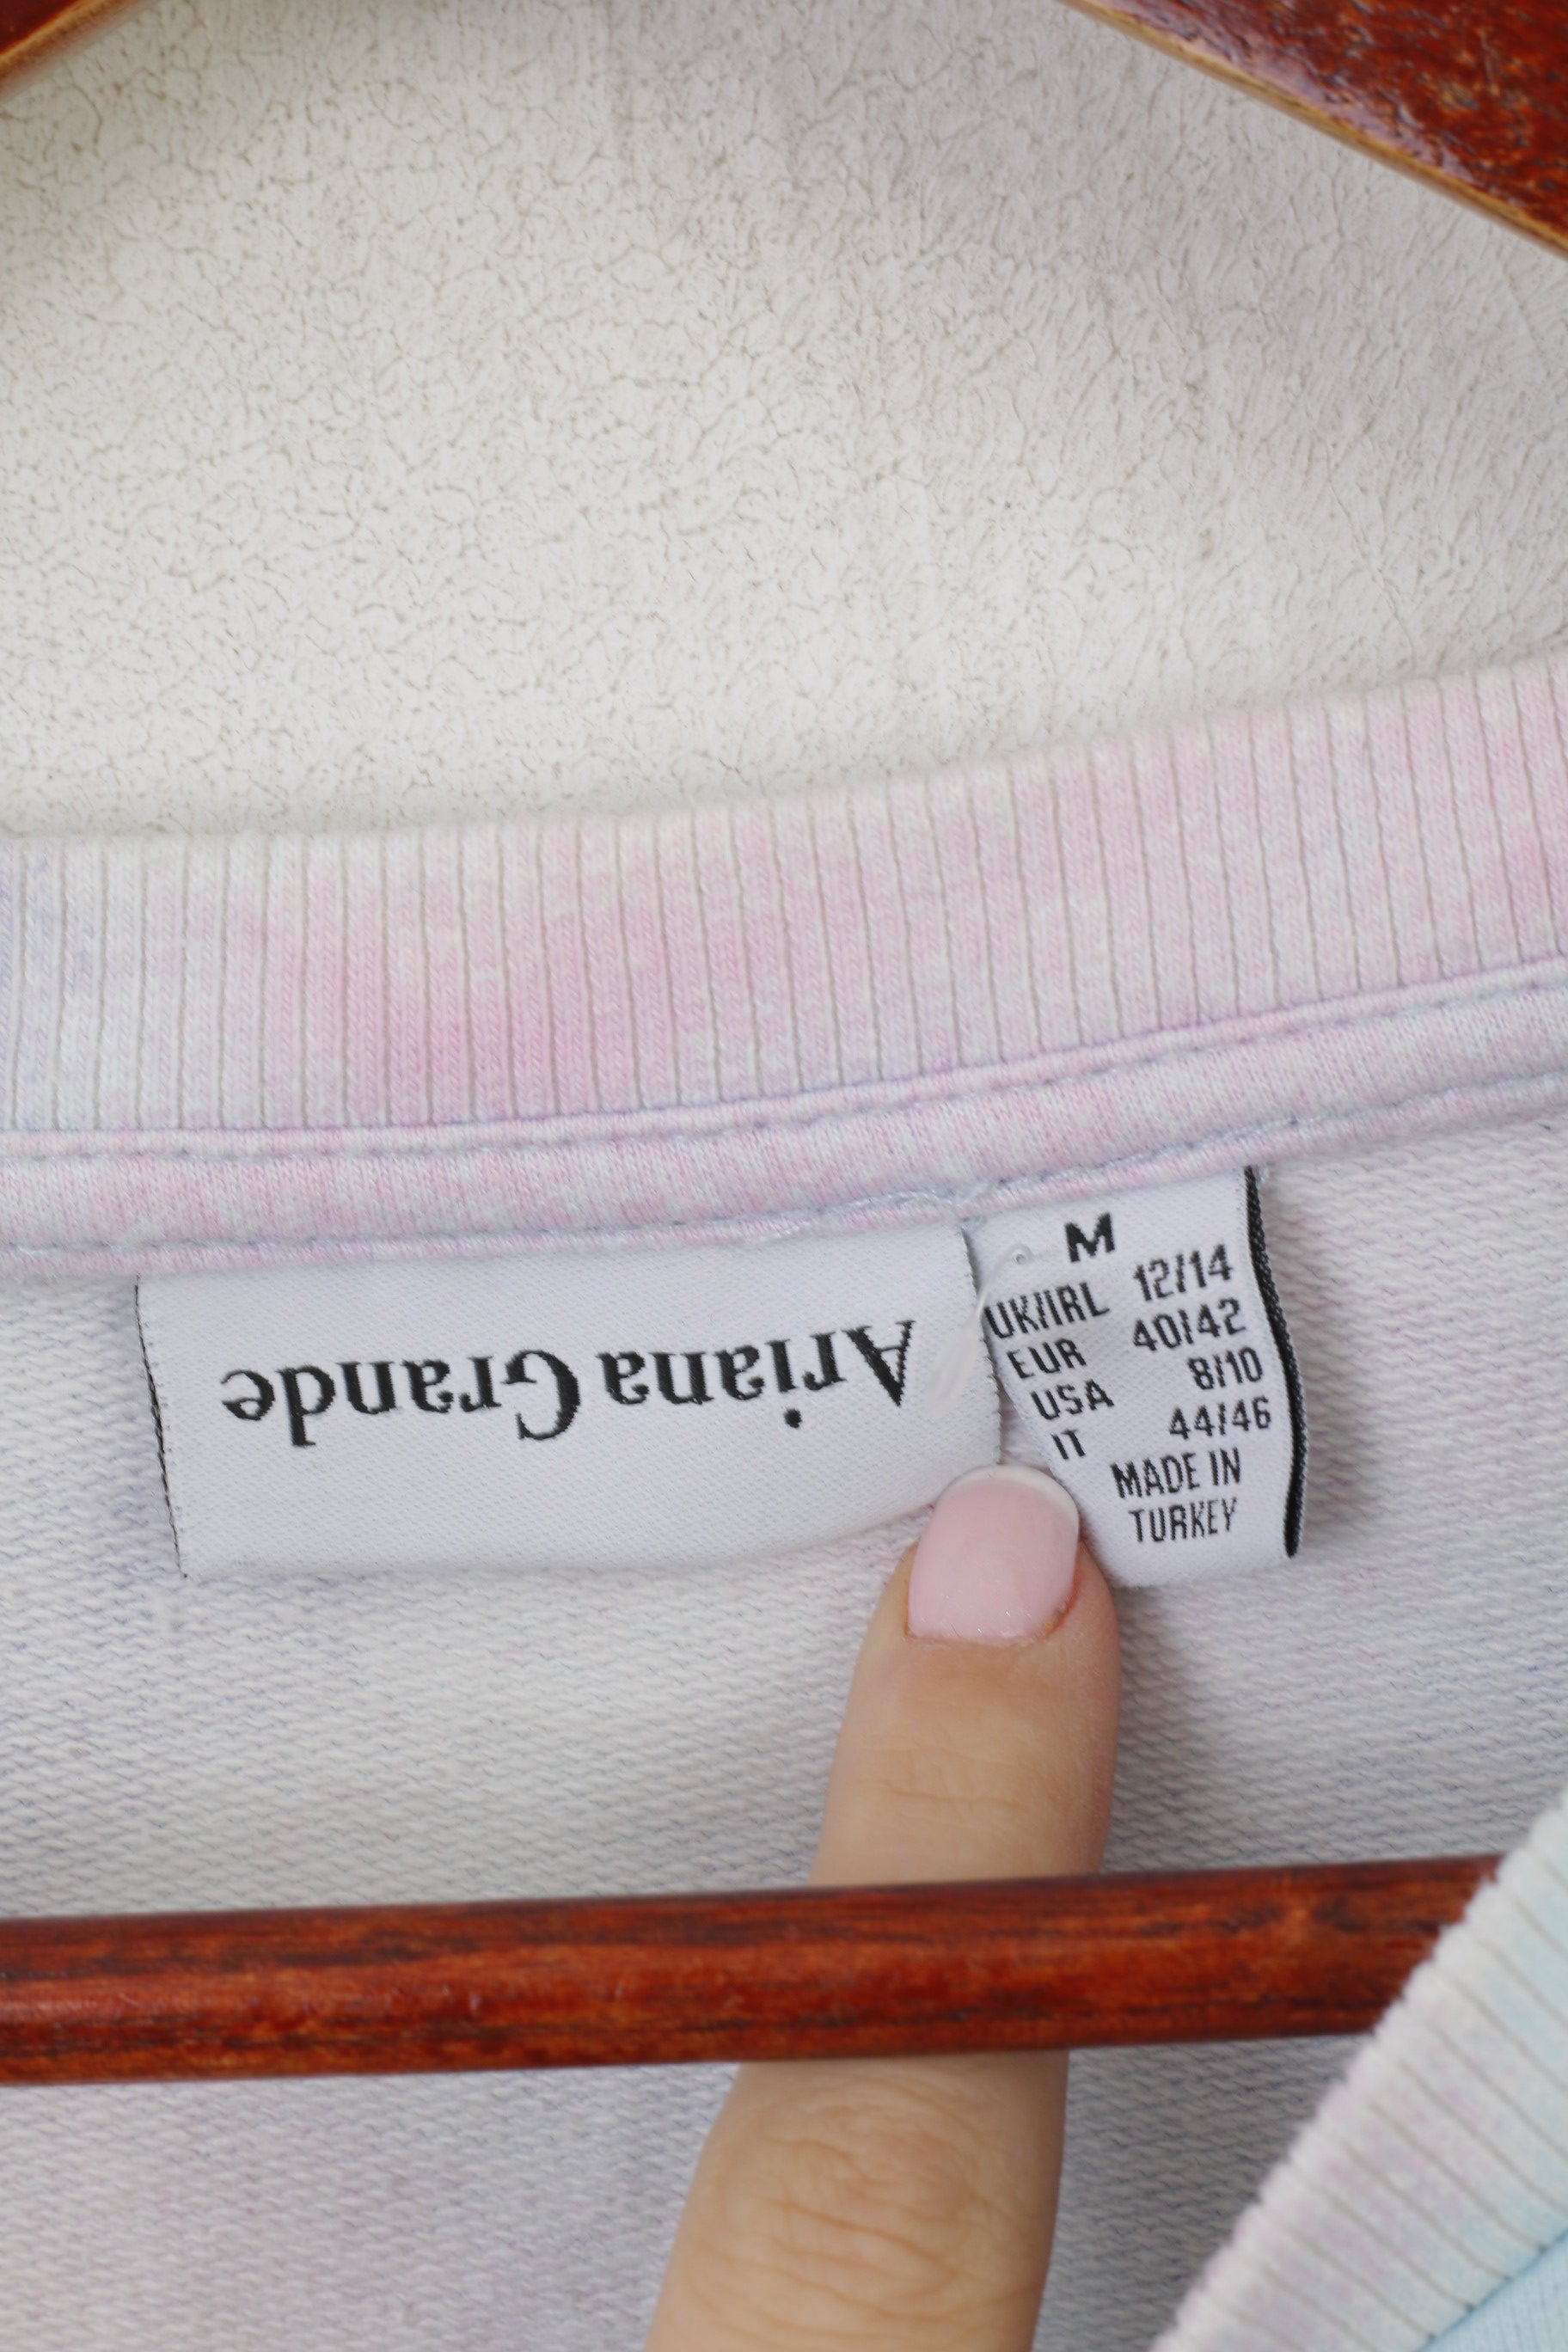 Ariana Grande
M
UK/IRL 12/14
EUR 40/42
USA 8/10
IT 44/46
MADE IN
TURKEY